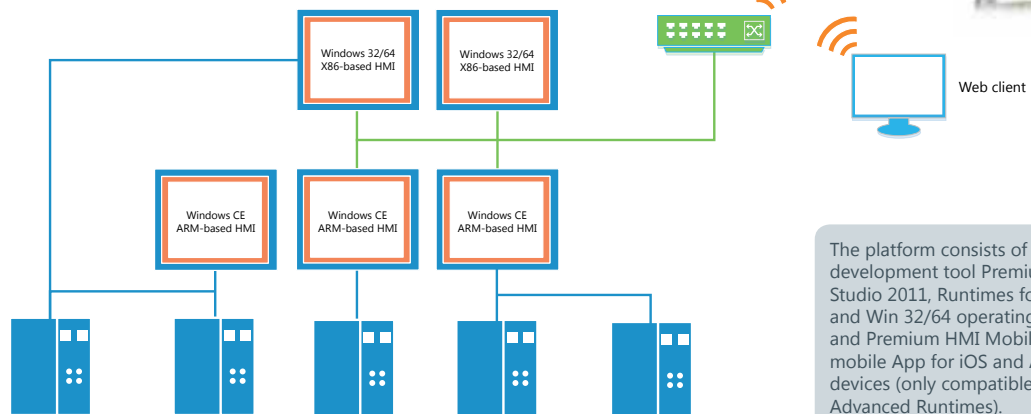 Windows 32/64
X86-based HMI
Windows 32/64
X86-based HMI
Web client
Windows CE
ARM-based HMI
Windows CE
ARM-based HMI
Windows CE
ARM-based HMI
The platform consists of
development tool
Studio 2011, Runtimes
and Win 32/64 operating
and Premium HMI
mobile App for iOS and
devices (only compatible
Advanced Runtimes).